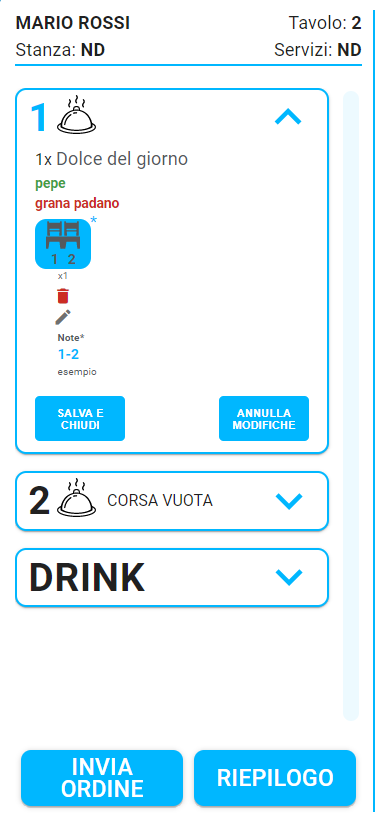 MARIO ROSSI Tavolo: 2
Stanza: ND Servizi: ND
1
1x Dolce del giorno
pepe
grana padano
*
1 2
x1
Note*
1-2
esempio
SALVA E
CHIUDI
ANNULLA
MODIFICHE
2 CORSA VUOTA
DRINK
INVIA
ORDINE
RIEPILOGO